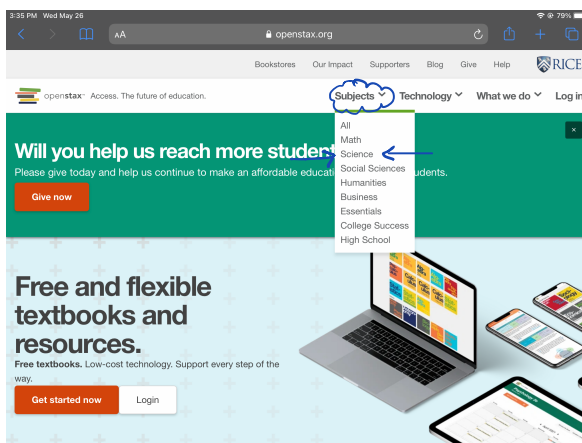 3:35 PM Wed May 26
79%
AA
openstax.org
Bookstores Our Impact Supporters Blog Give Help
RICE
openstax™ Access. The future of education.
Subjects Technology What we do Log in
All
Math
Science
Social Sciences
Humanities
Business
Essentials
College Success
High School
×
Will you help us reach more student
Please give today and help us continue to make an affordable educati udents.
Give now
Free and flexible
textbooks and
resources.
Free textbooks. Low-cost technology. Support every step of the
way.
Get started now Login